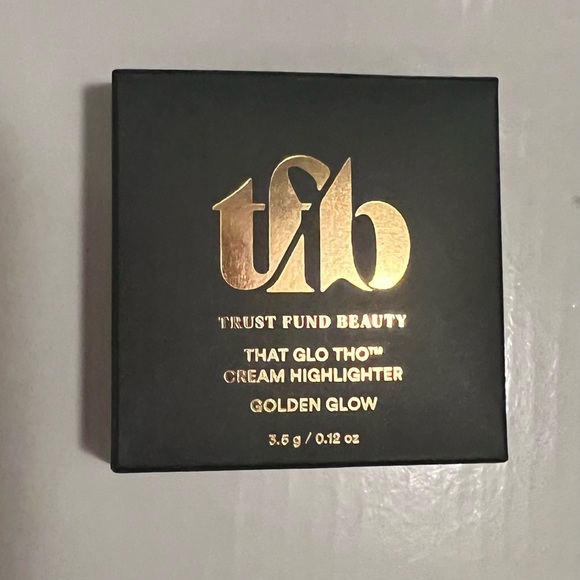 tfb
TRUST FUND BEAUTY
THAT GLO THO™
CREAM HIGHLIGHTER
GOLDEN GLOW
3.5 g / 0.12 oz